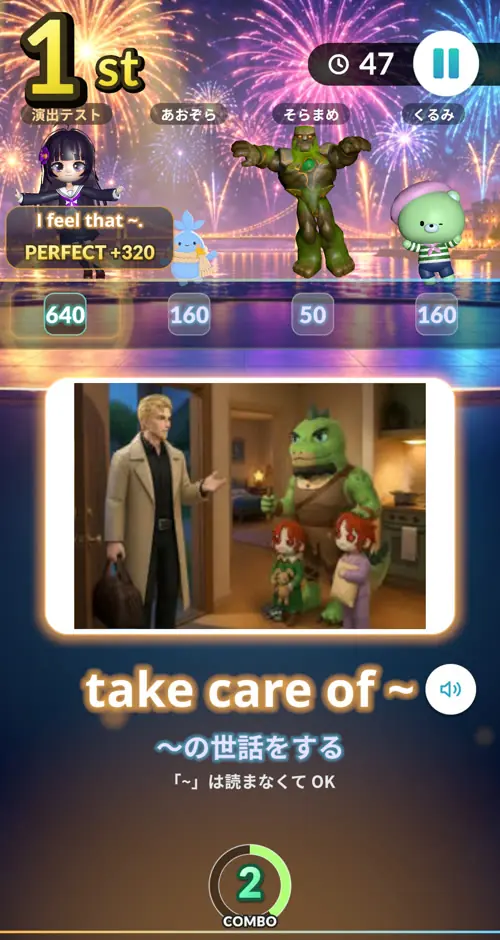 1st
47
演出テスト
あおぞら
そらまめ
くるみ
I feel that ~.
PERFECT +320
640
160
50
160
take care of ~
～の世話をする
「~」は読まなくて OK
2
COMBO